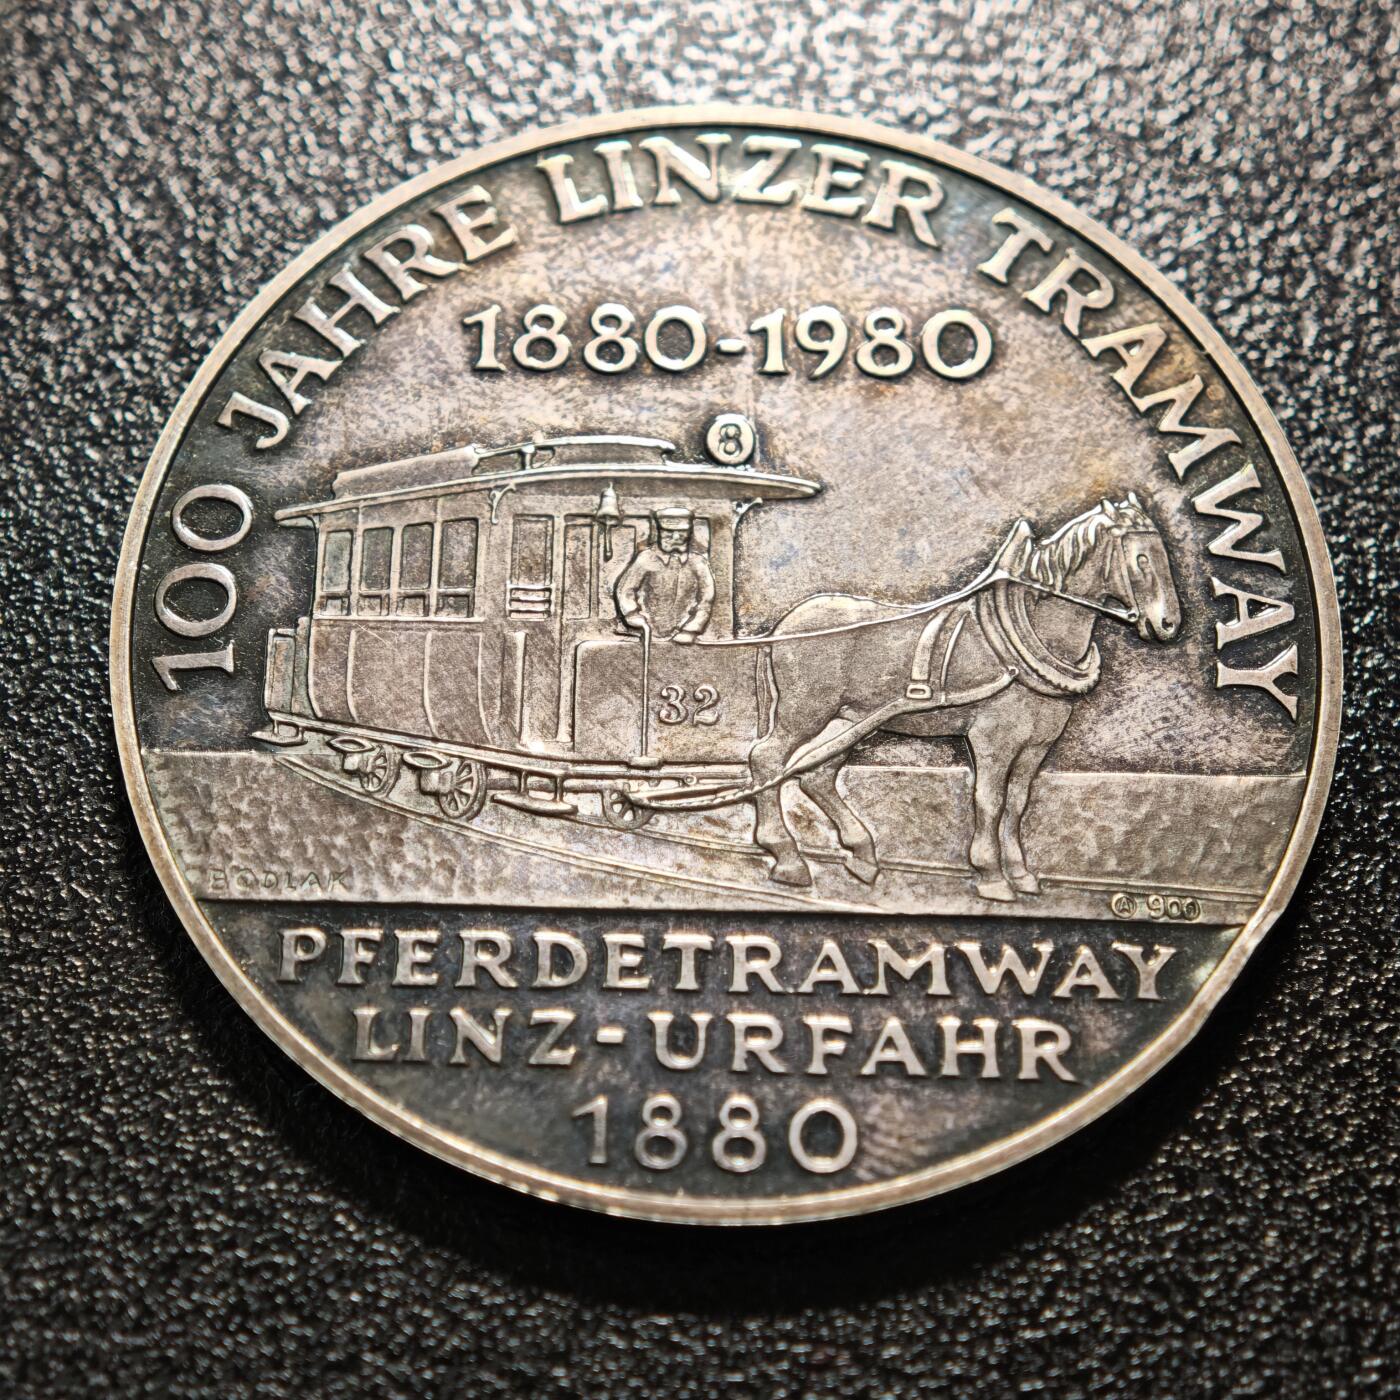 100 JAHRE LINZER TRAMWAY
1880-1980
8
32
BODLAK
Ⓐ 900
PFERDETRAMWAY
LINZ-URFAHR
1880